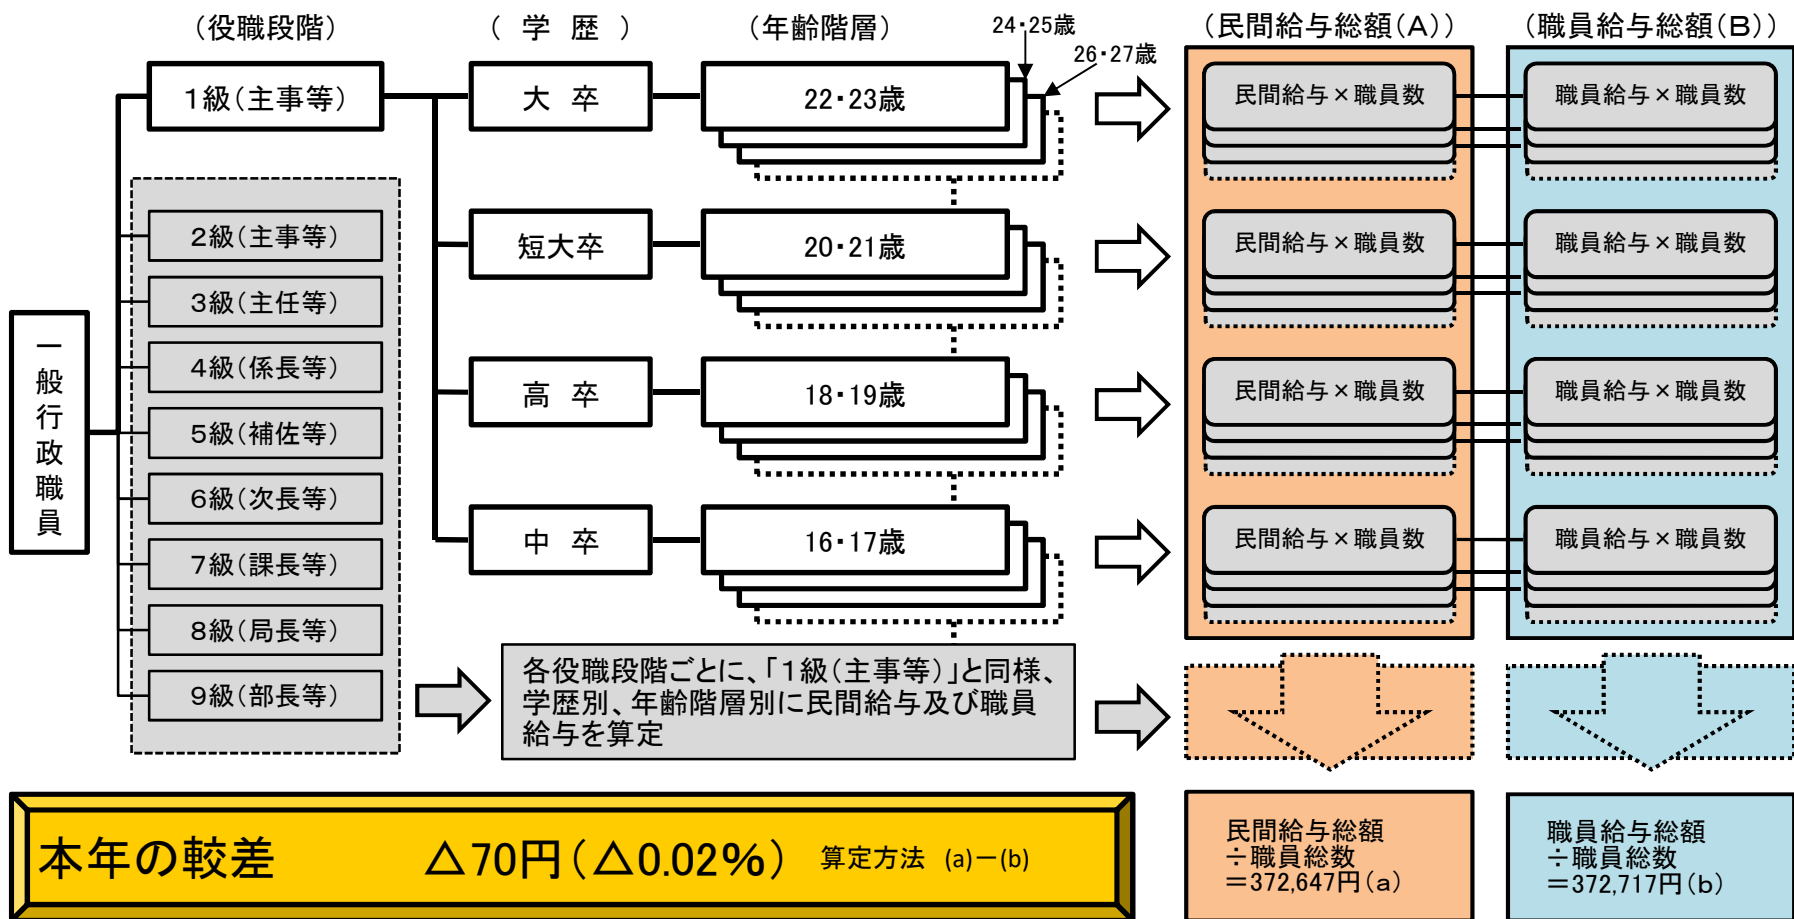 (役職段階)
( 学 歴 )
(年齢階層)
24・25歳
26・27歳
(民間給与総額(A))
(職員給与総額(B))
一般行政職員
1級(主事等)
2級(主事等)
3級(主任等)
4級(係長等)
5級(補佐等)
6級(次長等)
7級(課長等)
8級(局長等)
9級(部長等)
大 卒
22・23歳
民間給与×職員数
職員給与×職員数
短大卒
20・21歳
民間給与×職員数
職員給与×職員数
高 卒
18・19歳
民間給与×職員数
職員給与×職員数
中 卒
16・17歳
民間給与×職員数
職員給与×職員数
各役職段階ごとに、「1級(主事等)」と同様、
学歴別、年齢階層別に民間給与及び職員
給与を算定
本年の較差 △70円(△0.02%) 算定方法 (a)-(b)
民間給与総額
÷職員総数
=372,647円(a)
職員給与総額
÷職員総数
=372,717円(b)